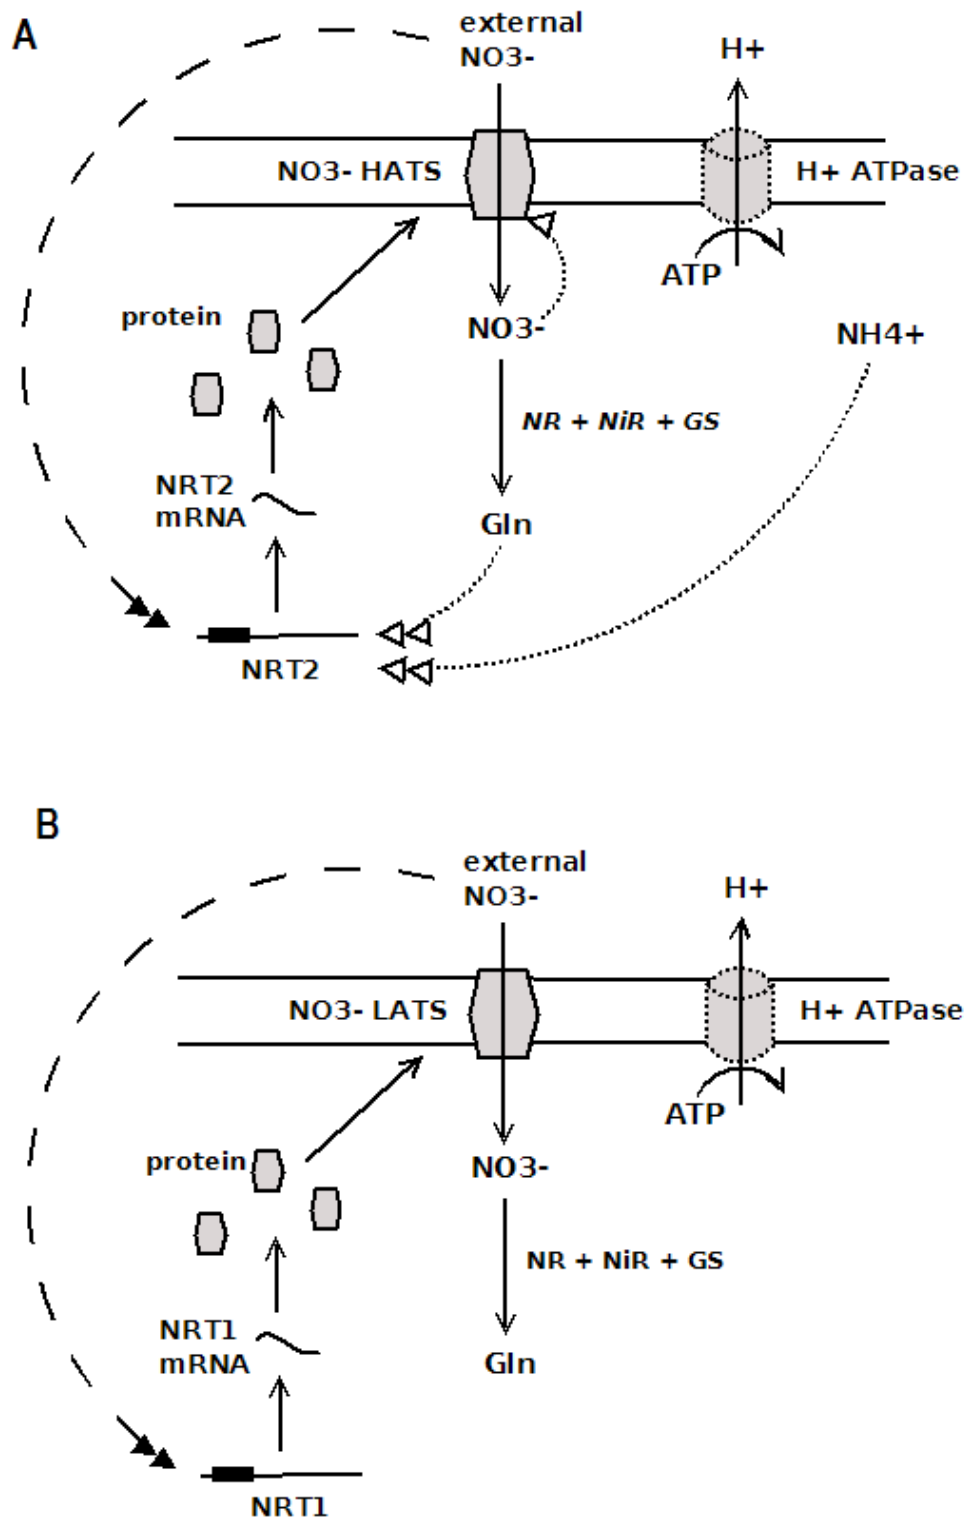 A
external
NO3-
H+
NO3- HATS
H+ ATPase
ATP
protein
NO3-
NH4+
NR + NiR + GS
NRT2
mRNA
Gln
NRT2
B
external
NO3-
H+
NO3- LATS
H+ ATPase
ATP
protein
NO3-
NR + NiR + GS
NRT1
mRNA
Gln
NRT1